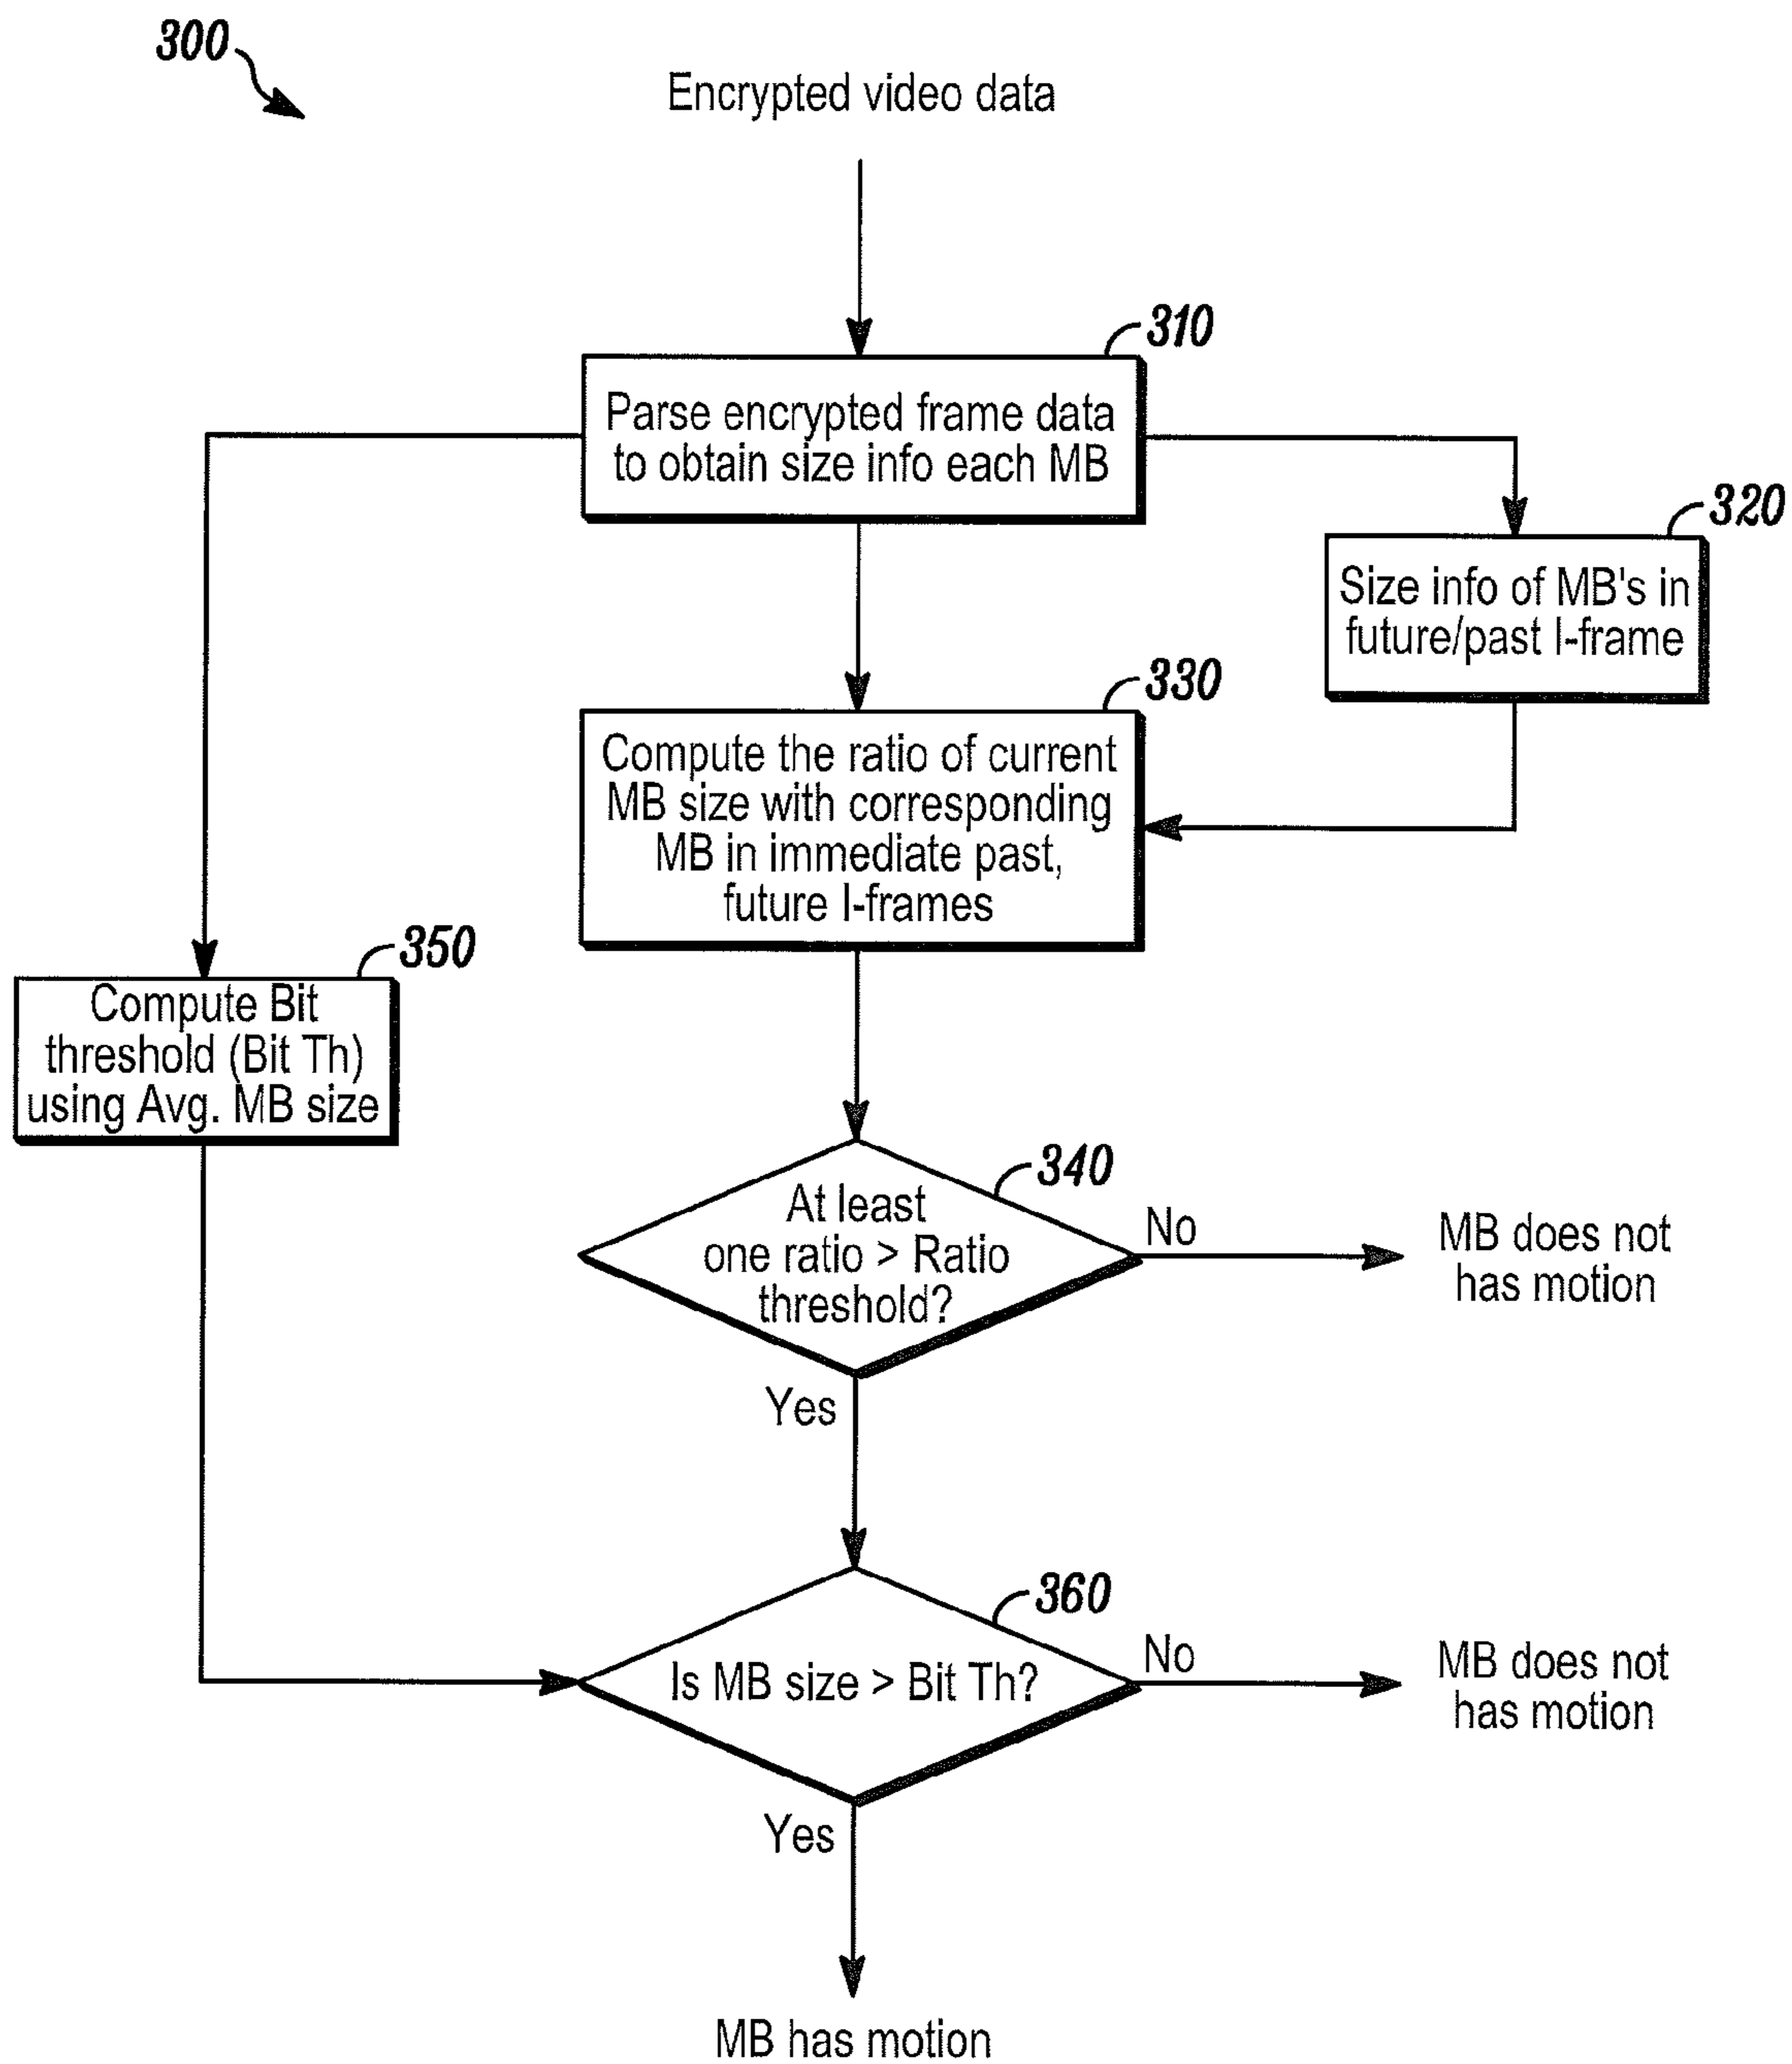 300
Encrypted video data
310
Parse encrypted frame data
to obtain size info each MB
320
Size info of MB's in
future/past I-frame
330
Compute the ratio of current
MB size with corresponding
MB in immediate past,
future I-frames
350
Compute Bit
threshold (Bit Th)
using Avg. MB size
340
At least
one ratio > Ratio
threshold?
No
MB does not
has motion
Yes
360
Is MB size > Bit Th?
No
MB does not
has motion
Yes
MB has motion